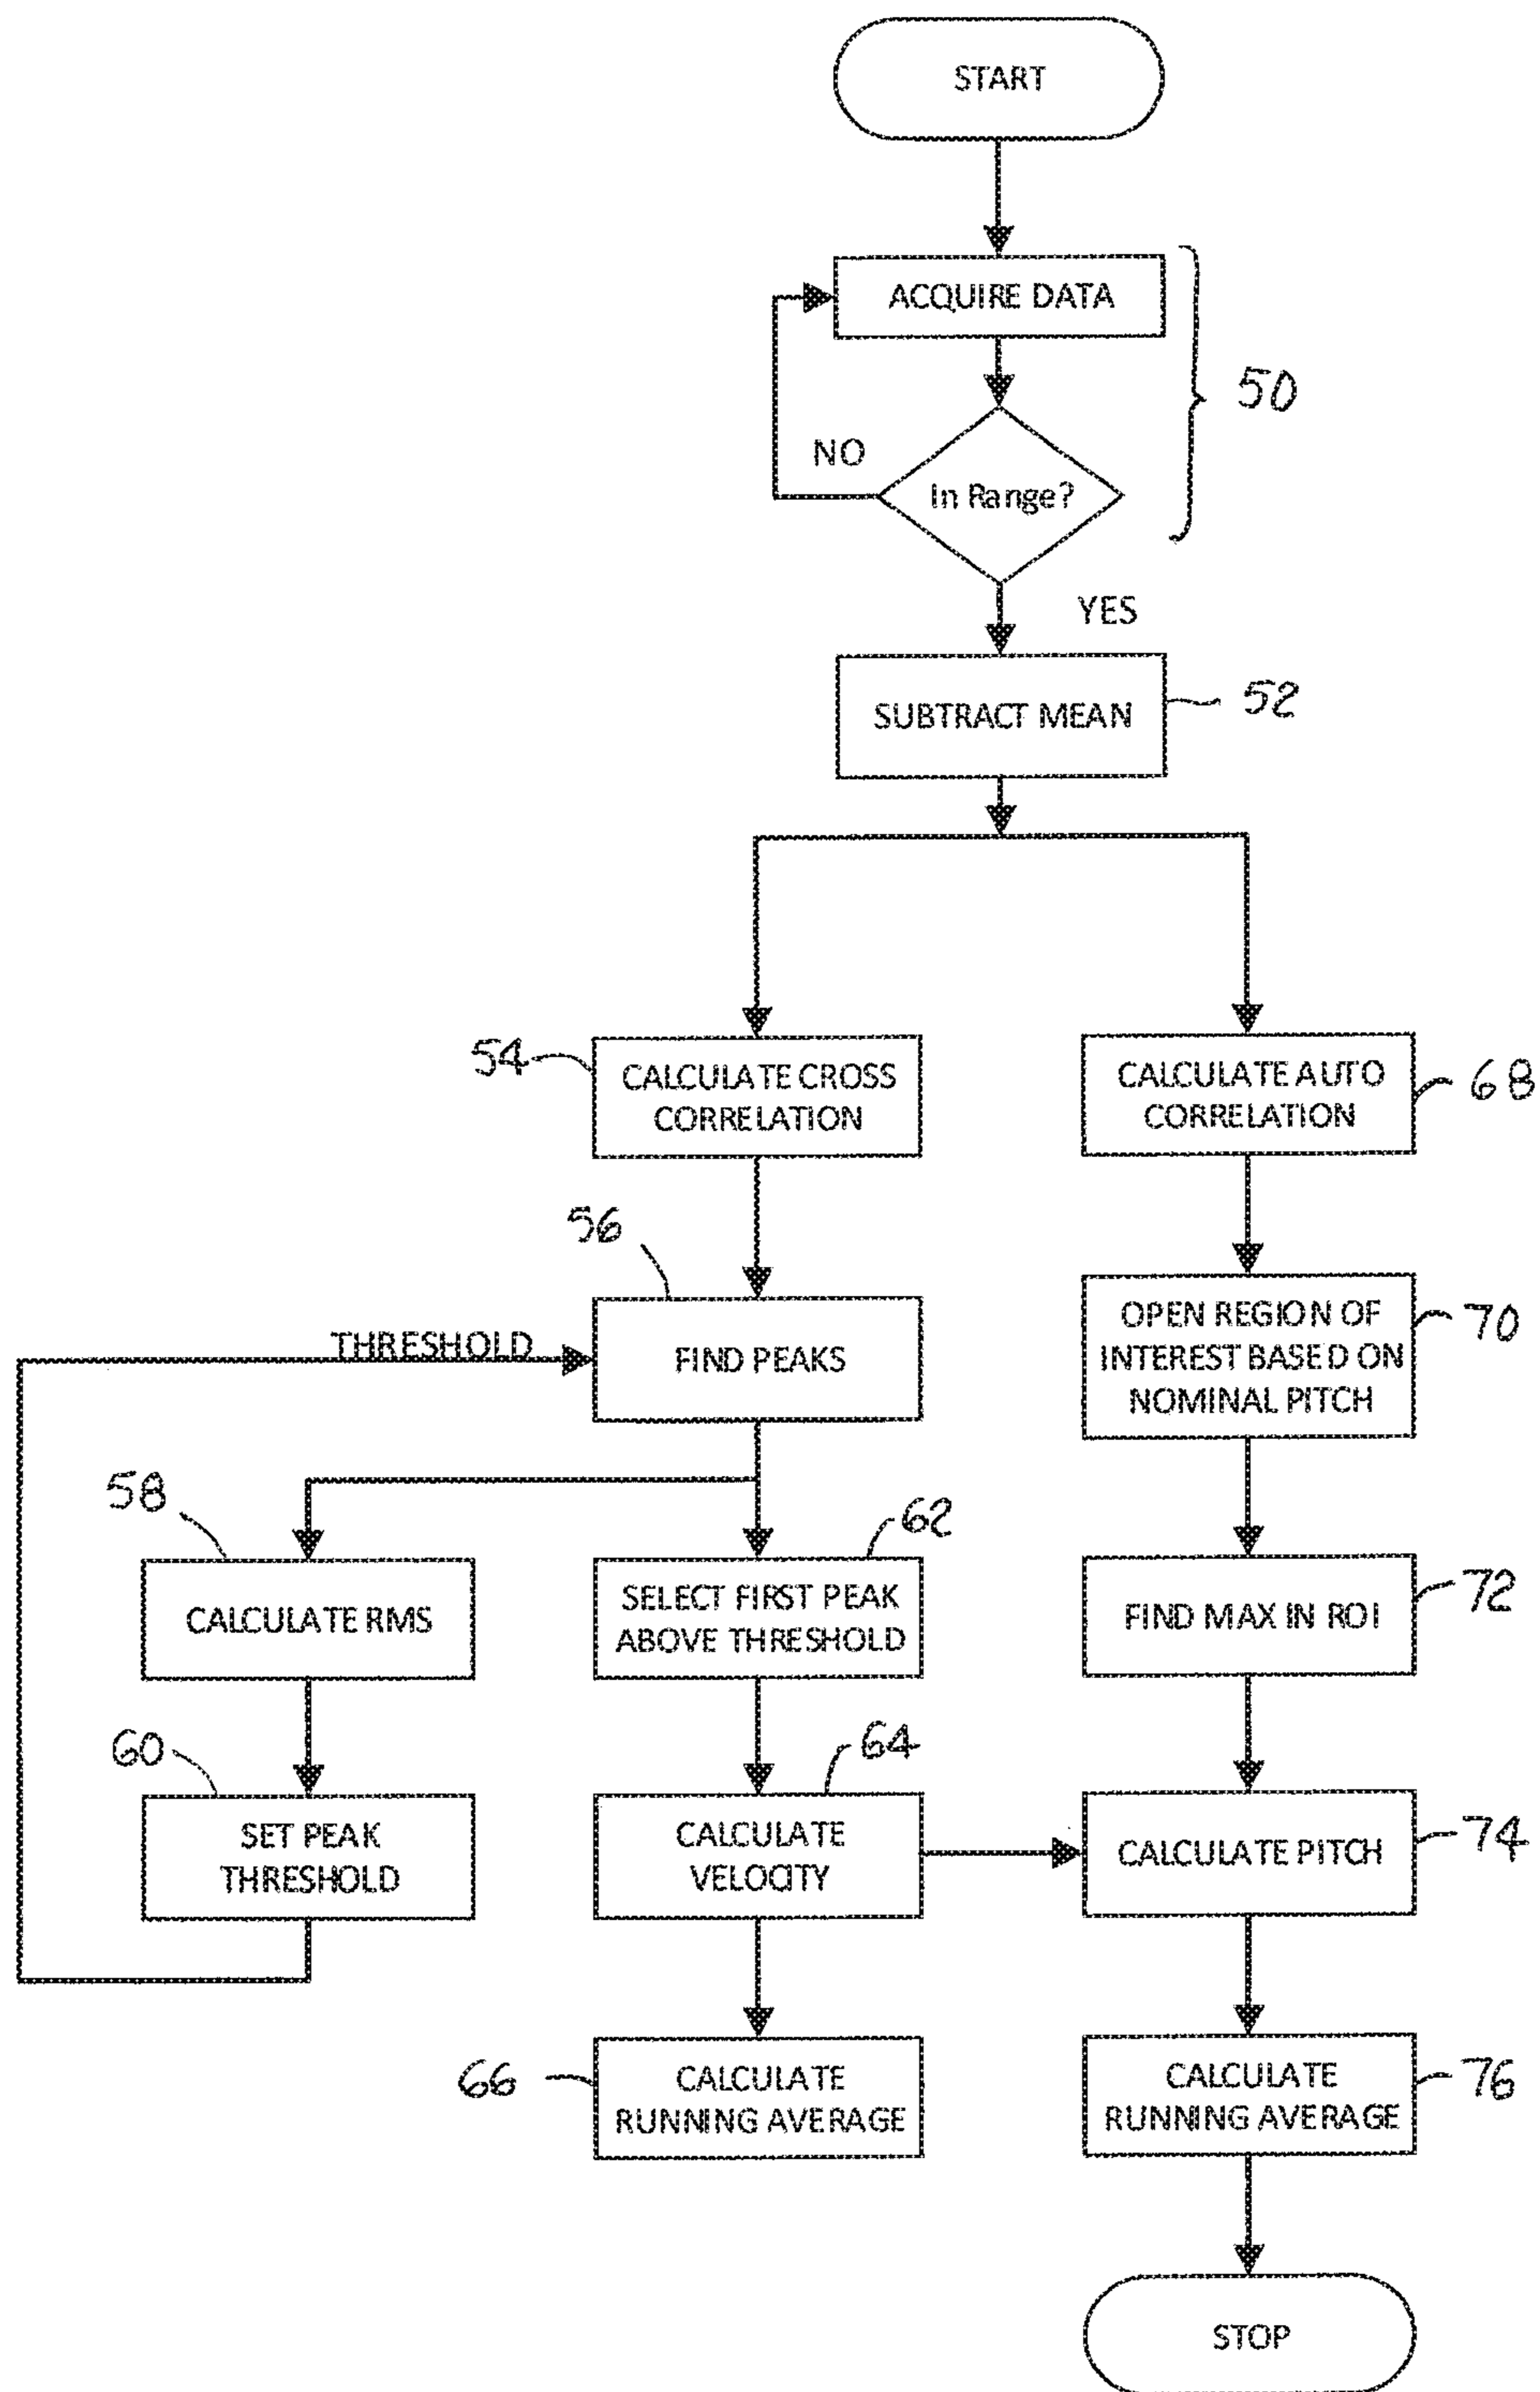 START
ACQUIRE DATA
50
NO
In Range?
YES
SUBTRACT MEAN
52
54
CALCULATE CROSS
CORRELATION
CALCULATE AUTO
CORRELATION
68
56
THRESHOLD
FIND PEAKS
OPEN REGION OF
INTEREST BASED ON
NOMINAL PITCH
70
58
CALCULATE RMS
62
SELECT FIRST PEAK
ABOVE THRESHOLD
FIND MAX IN ROI
72
60
SET PEAK
THRESHOLD
64
CALCULATE
VELOCITY
CALCULATE PITCH
74
66
CALCULATE
RUNNING AVERAGE
CALCULATE
RUNNING AVERAGE
76
STOP